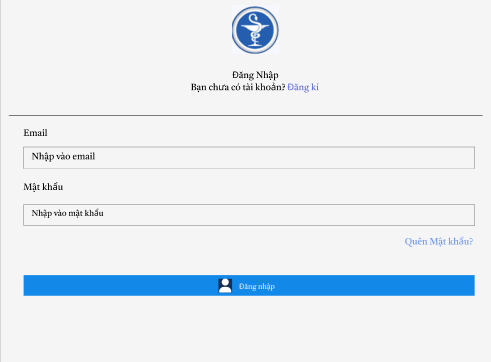 Đăng Nhập
Bạn chưa có tài khoản? Đăng kí
Email
Nhập vào email
Mật khẩu
Nhập vào mật khẩu
Quên Mật khẩu?
Đăng nhập